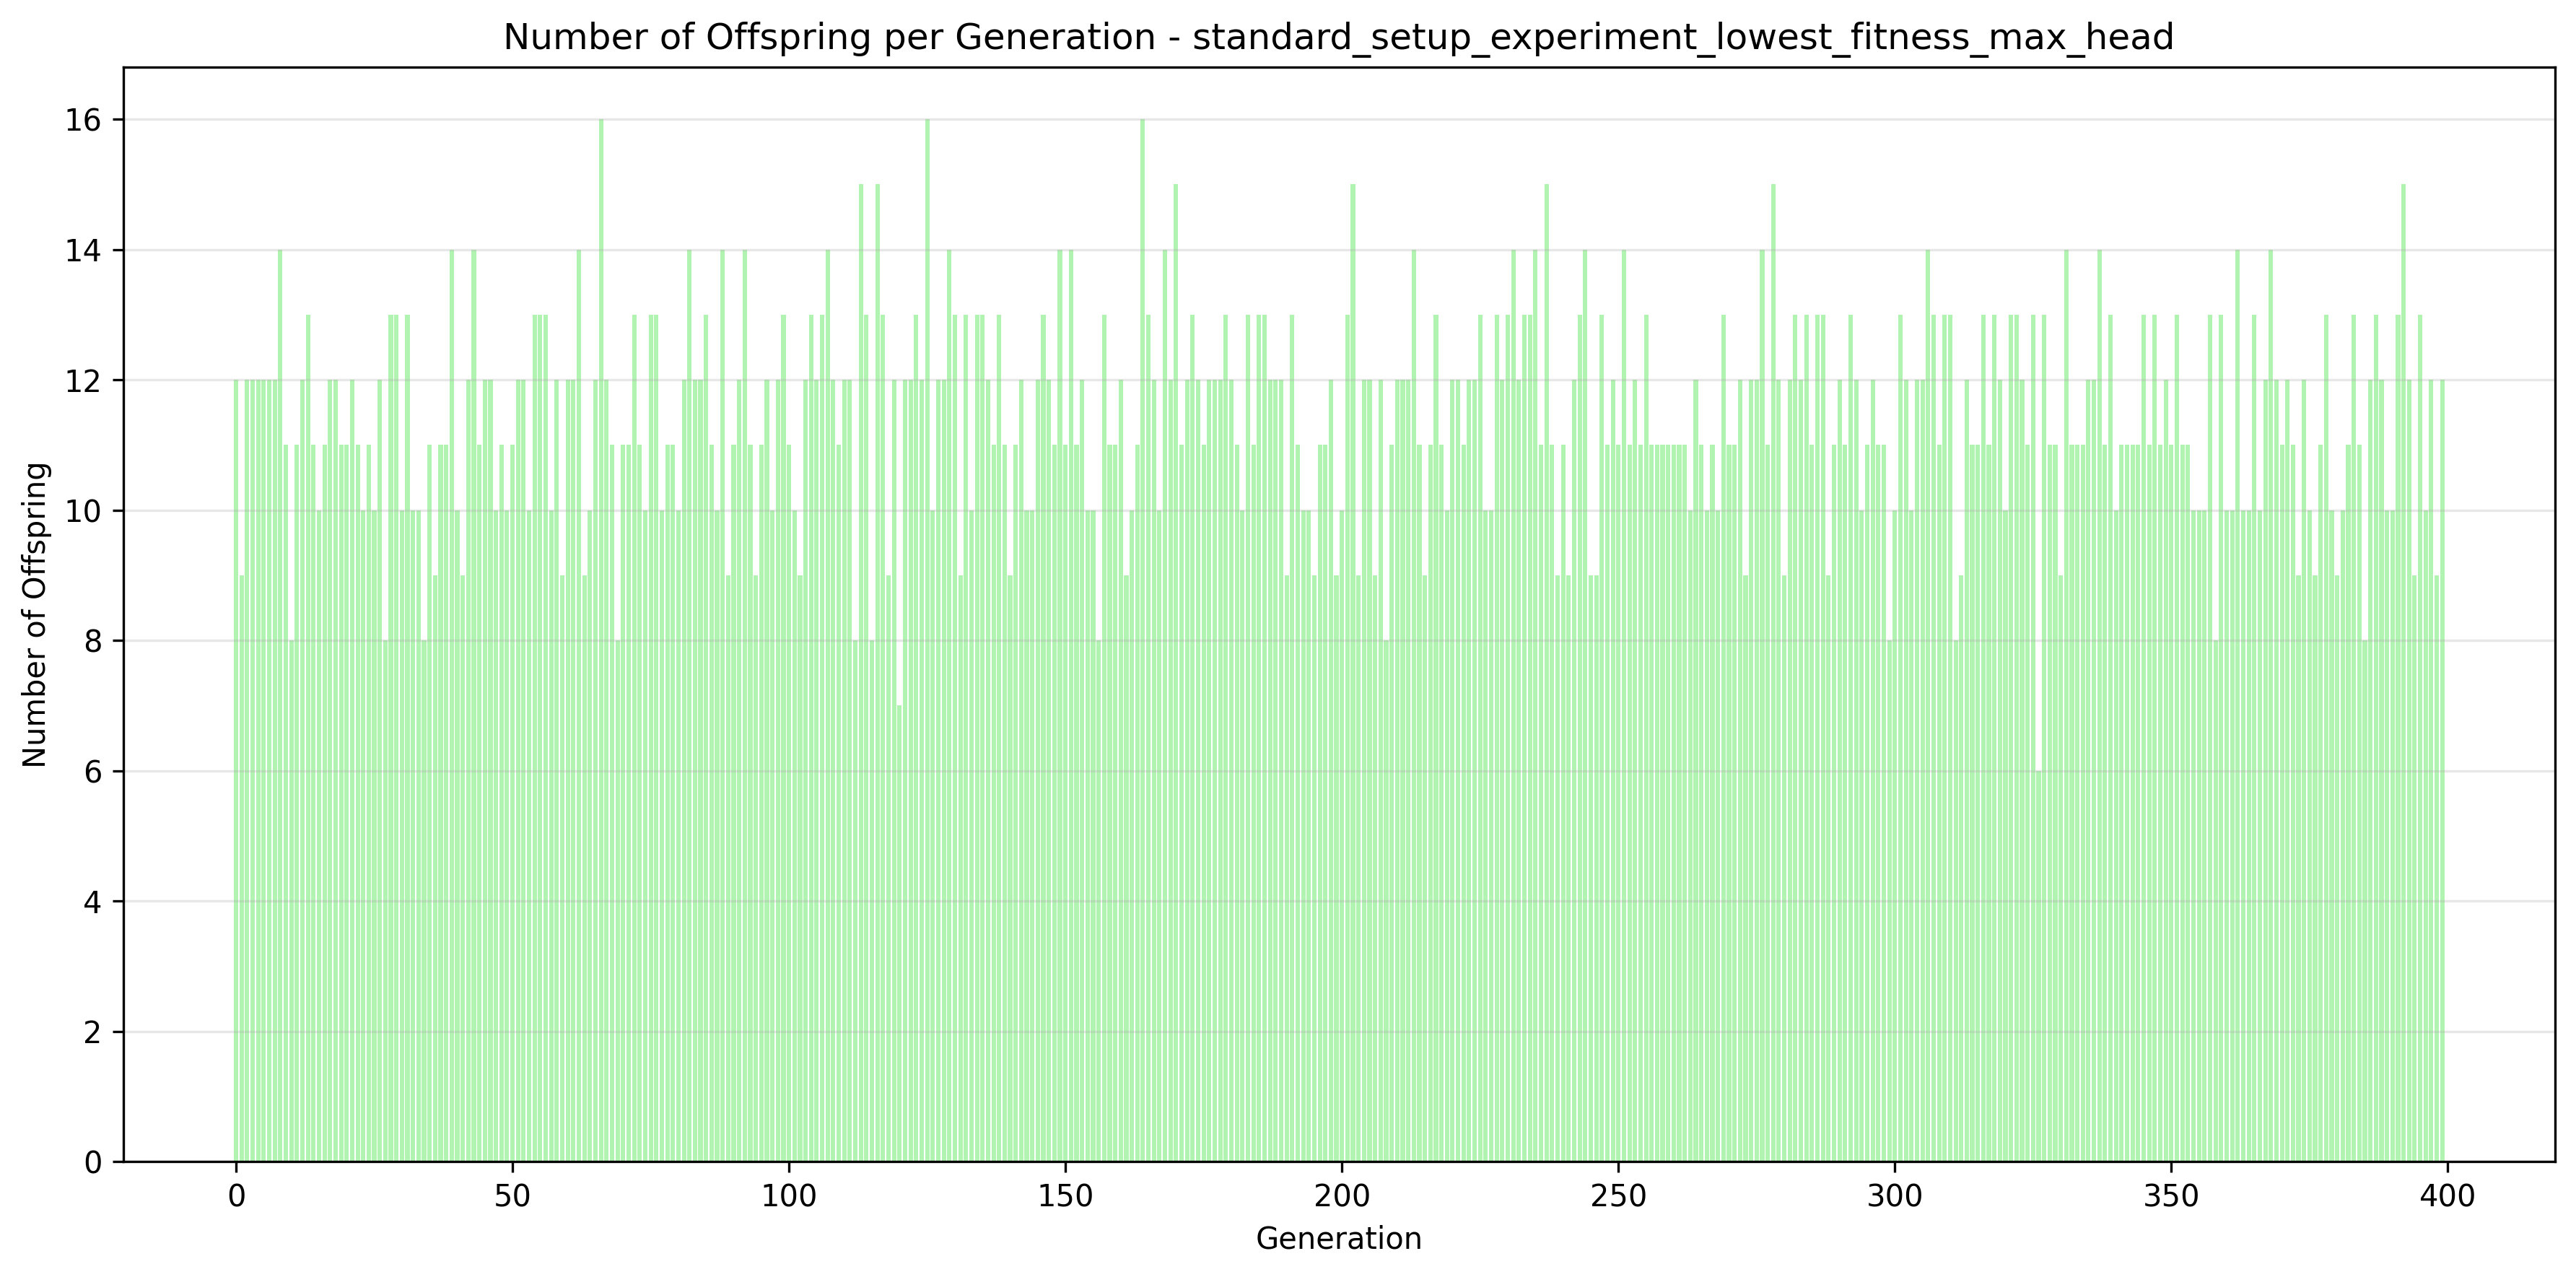 Number of Offspring per Generation - standard_setup_experiment_lowest_fitness_max_head
16
14
12
10
8
6
4
2
0
Number of Offspring
0 50 100 150 200 250 300 350 400
Generation